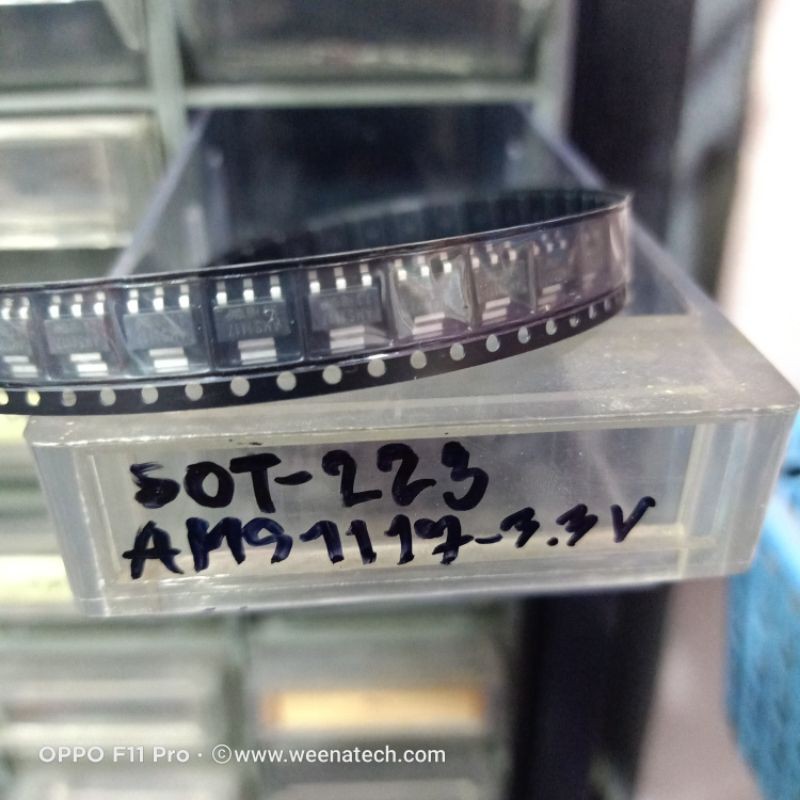 SOT-223
AMS1117-3.3V
OPPO F11 Pro · ©www.weenatech.com